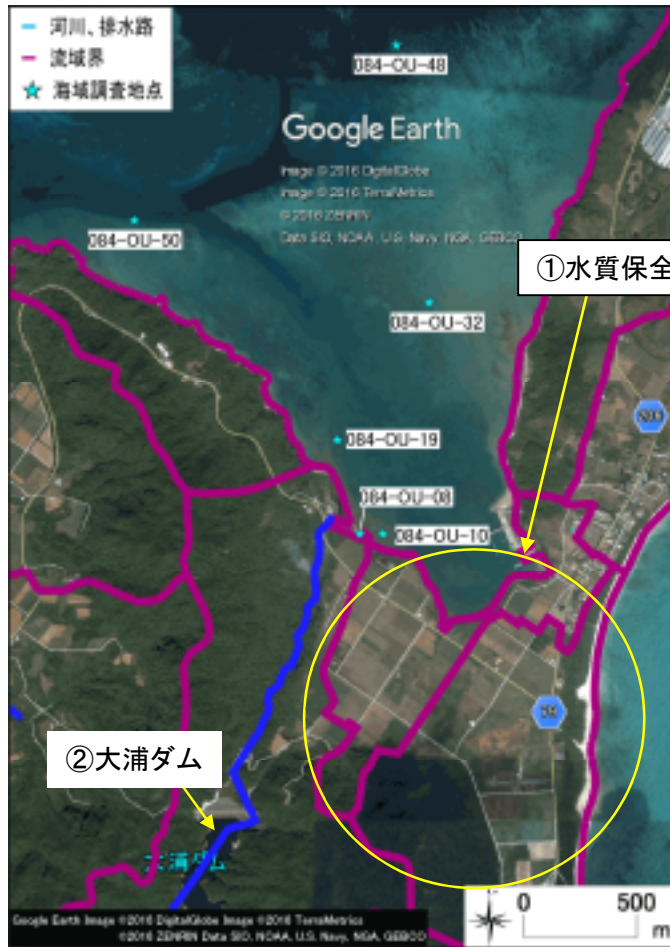 河川、排水路
流域界
海域調査地点
084-OU-48
Google Earth
Image © 2016 DigitalGlobe
Image © 2016 TerraMetrics
© 2016 ZENRIN
Data SIO, NOAA, U.S. Navy, NGA, GEBCO
084-OU-50
①水質保全
084-OU-32
084-OU-19
084-OU-08
084-OU-10
②大浦ダム
大浦ダム
0 500
m
Google Earth Image ©2016 DigitalGlobe Image ©2016 TerraMetrics
©2016 ZENRIN Data SIO, NOAA, U.S. Navy, NGA, GEBCO